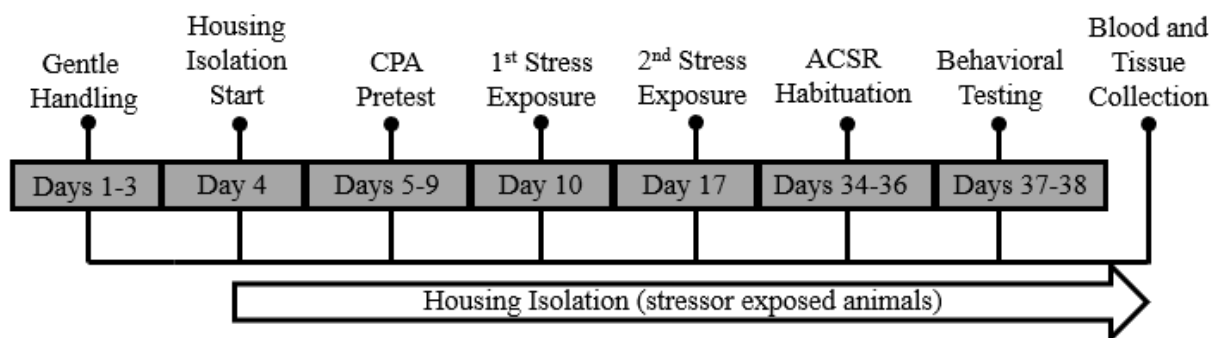 Gentle
Handling
Housing
Isolation
Start
CPA
Pretest
1st Stress
Exposure
2nd Stress
Exposure
ACSR
Habituation
Behavioral
Testing
Blood and
Tissue
Collection
Days 1-3
Day 4
Days 5-9
Day 10
Day 17
Days 34-36
Days 37-38
Housing Isolation (stressor exposed animals)